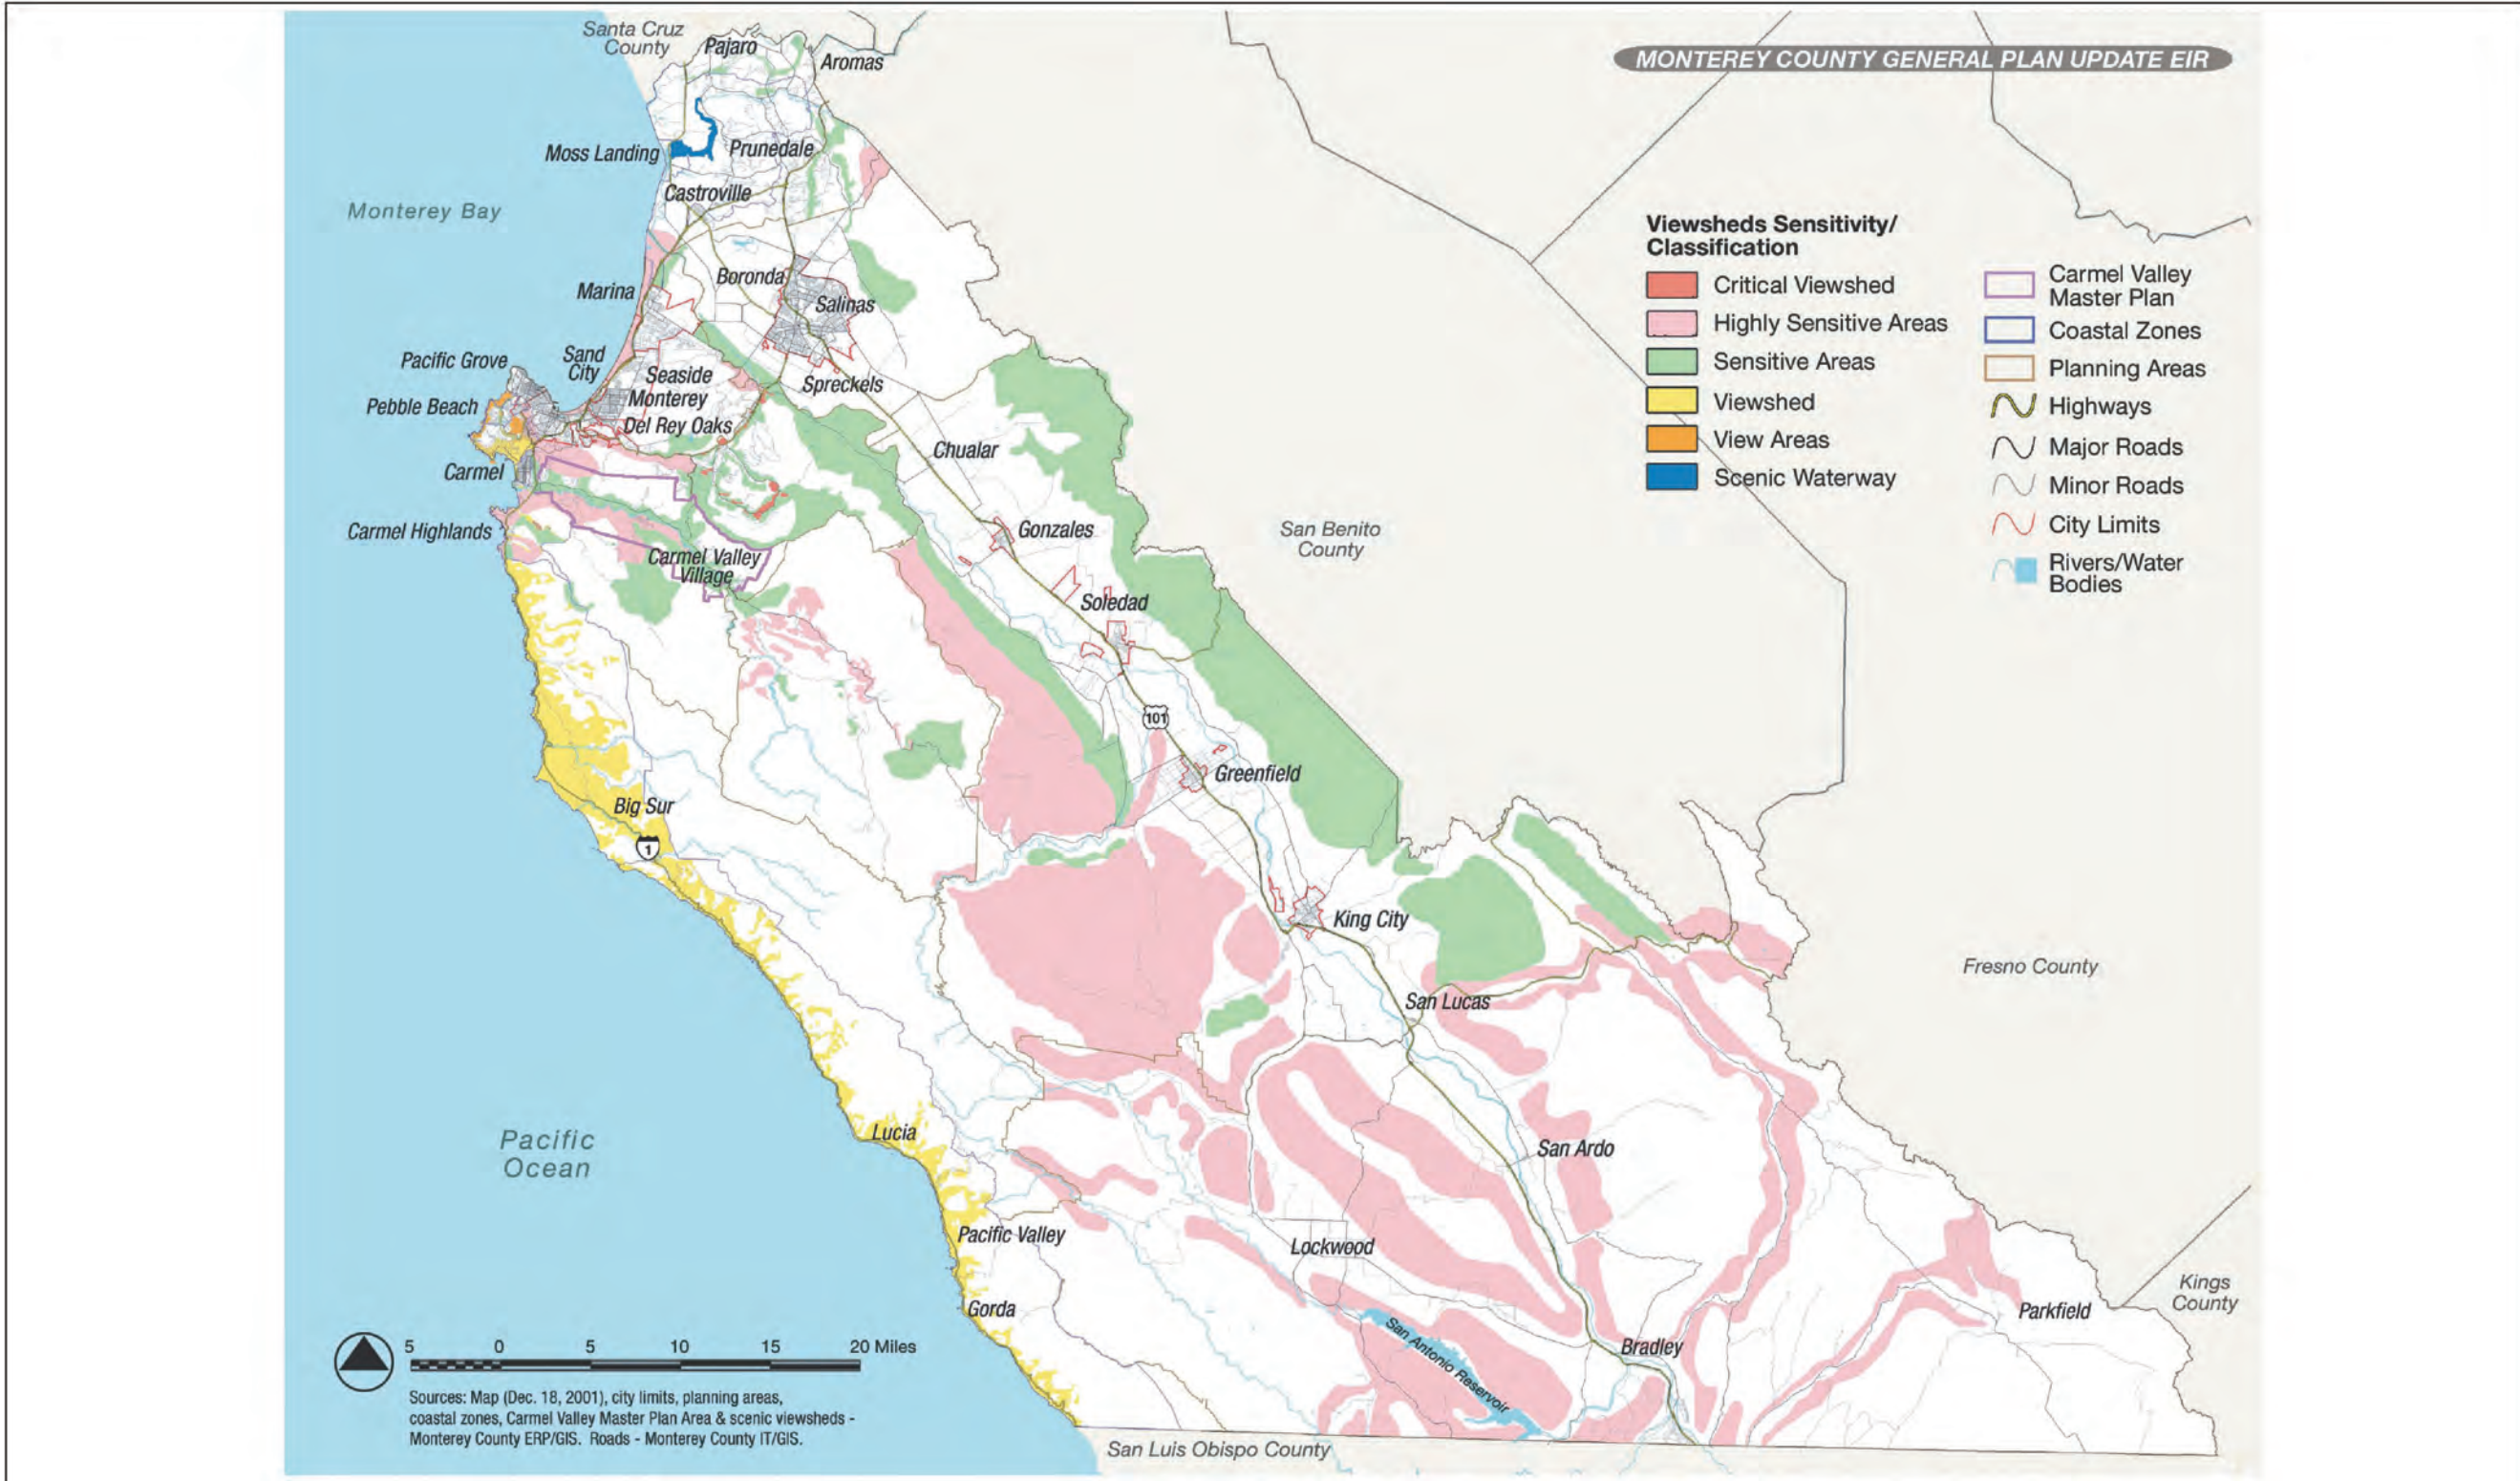 MONTEREY COUNTY GENERAL PLAN UPDATE EIR
Santa Cruz
County
Pajaro
Aromas
Moss Landing
Prunedale
Castroville
Monterey Bay
Boronda
Marina
Salinas
Pacific Grove
Sand
City
Seaside
Spreckels
Pebble Beach
Monterey
Del Rey Oaks
Chualar
Carmel
Carmel Highlands
Gonzales
San Benito
County
Carmel Valley
Village
Soledad
101
Greenfield
Big Sur
1
King City
San Lucas
Fresno County
Pacific
Ocean
Lucia
San Ardo
Pacific Valley
Lockwood
Gorda
San Antonio Reservoir
Bradley
Parkfield
Kings
County
San Luis Obispo County
Viewsheds Sensitivity/
Classification
Critical Viewshed
Highly Sensitive Areas
Sensitive Areas
Viewshed
View Areas
Scenic Waterway
Carmel Valley
Master Plan
Coastal Zones
Planning Areas
Highways
Major Roads
Minor Roads
City Limits
Rivers/Water
Bodies
5 0 5 10 15 20 Miles
Sources: Map (Dec. 18, 2001), city limits, planning areas,
coastal zones, Carmel Valley Master Plan Area & scenic viewsheds -
Monterey County ERP/GIS. Roads - Monterey County IT/GIS.